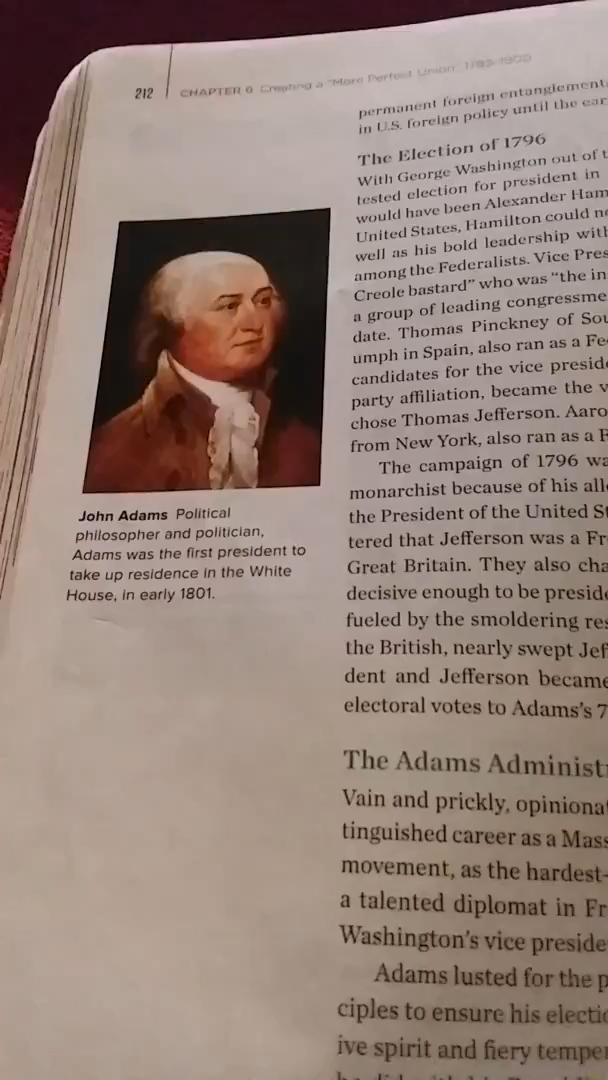 212 CHAPTER 6 Creating a "More Perfect Union" 1783-1800
permanent foreign entanglement
in U.S. foreign policy until the ear
The Election of 1796
With George Washington out of t
tested election for president in
would have been Alexander Ham
United States, Hamilton could n
well as his bold leadership with
among the Federalists. Vice Pres
Creole bastard” who was “the in
a group of leading congressme
date. Thomas Pinckney of Sou
umph in Spain, also ran as a Fe
candidates for the vice preside
party affiliation, became the v
chose Thomas Jefferson. Aaro
from New York, also ran as a R
The campaign of 1796 wa
monarchist because of his all
the President of the United St
tered that Jefferson was a Fr
Great Britain. They also cha
decisive enough to be preside
fueled by the smoldering res
the British, nearly swept Jef
dent and Jefferson became
electoral votes to Adams’s 7
John Adams Political
philosopher and politician,
Adams was the first president to
take up residence in the White
House, in early 1801.
The Adams Administ
Vain and prickly, opiniona
tinguished career as a Mass
movement, as the hardest-
a talented diplomat in Fr
Washington’s vice preside
Adams lusted for the p
ciples to ensure his electio
ive spirit and fiery temper